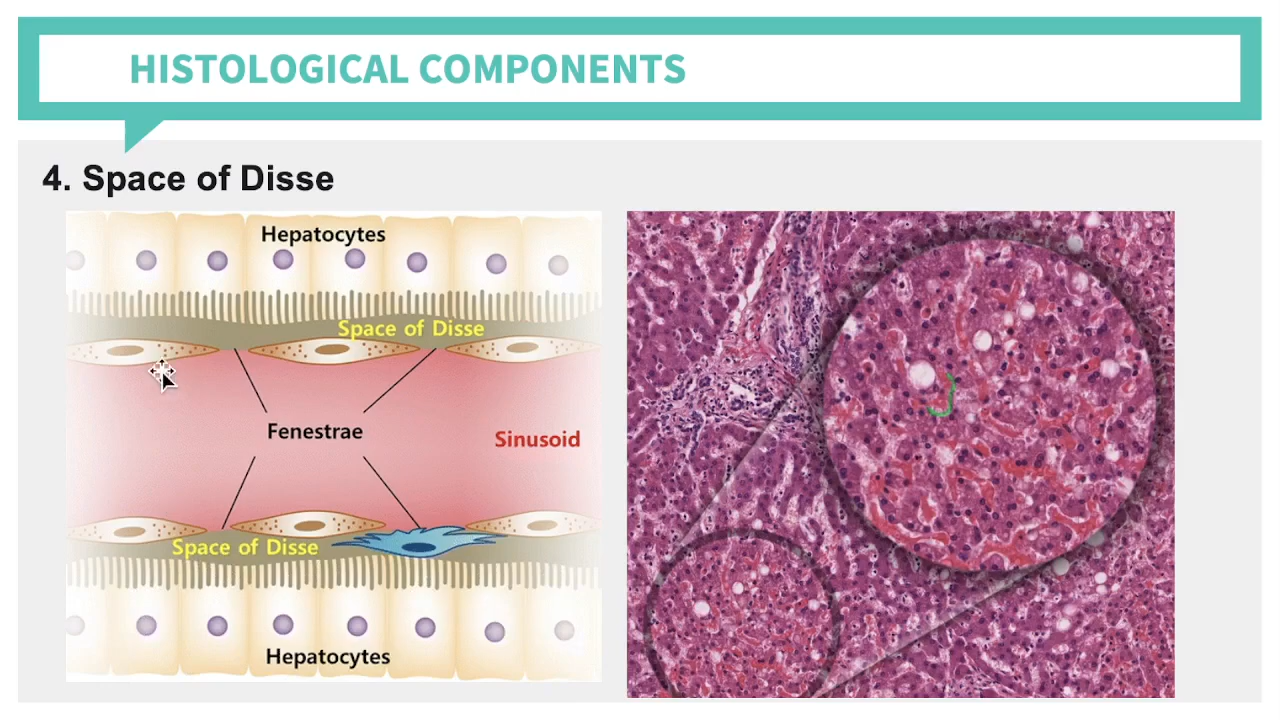 HISTOLOGICAL COMPONENTS
4. Space of Disse
Hepatocytes
Space of Disse
Fenestrae
Sinusoid
Space of Disse
Hepatocytes